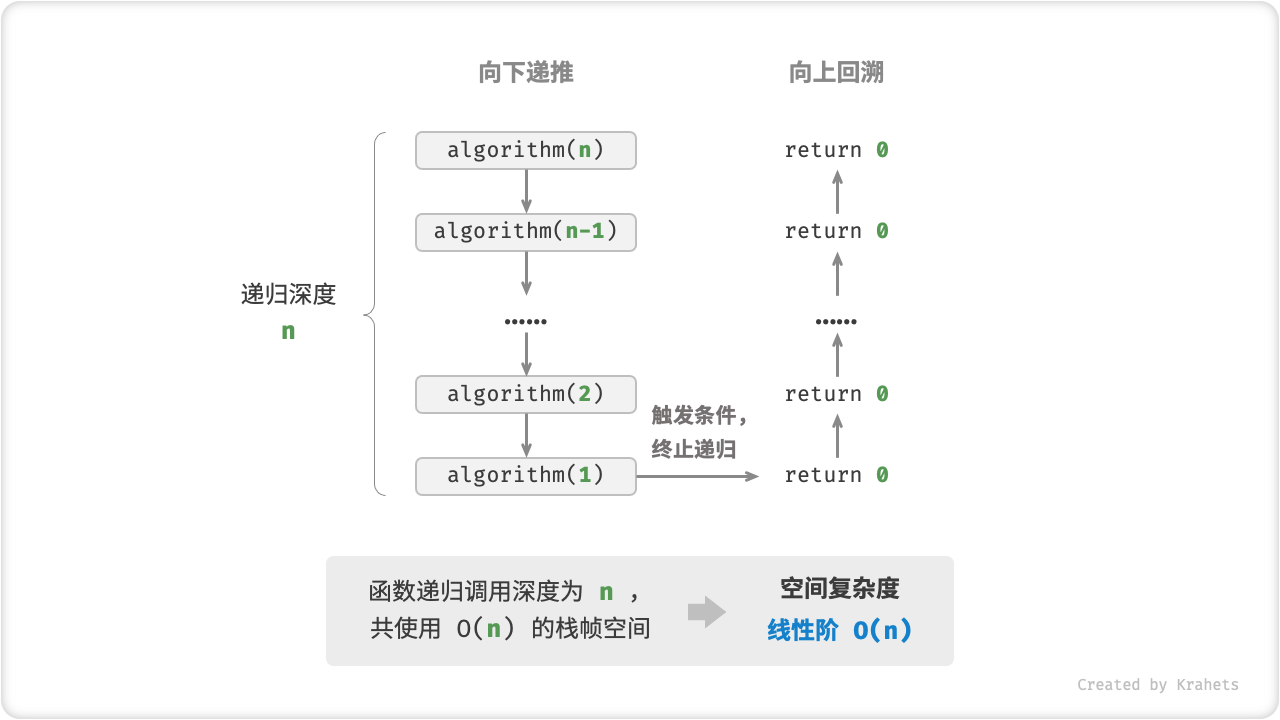 向下递推
向上回溯
algorithm(n)
return 0
algorithm(n-1)
return 0
递归深度
n
······
······
algorithm(2)
return 0
触发条件,
终止递归
algorithm(1)
return 0
函数递归调用深度为 n ,
共使用 O(n) 的栈帧空间
空间复杂度
线性阶 O(n)
Created by Krahets